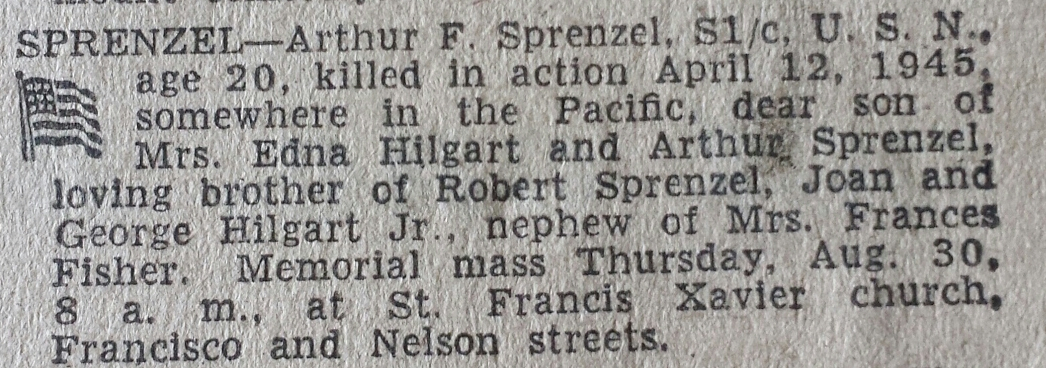 SPRENZEL—Arthur F. Sprenzel, S1/c, U. S. N.,
age 20, killed in action April 12, 1945,
somewhere in the Pacific, dear son of
Mrs. Edna Hilgart and Arthur Sprenzel,
loving brother of Robert Sprenzel, Joan and
George Hilgart Jr., nephew of Mrs. Frances
Fisher. Memorial mass Thursday, Aug. 30,
8 a. m., at St. Francis Xavier church,
Francisco and Nelson streets.